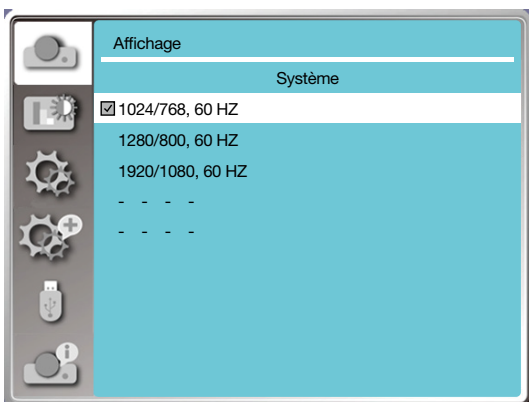 Affichage
Système
1024/768, 60 HZ
1280/800, 60 HZ
1920/1080, 60 HZ
- - - -
- - - -